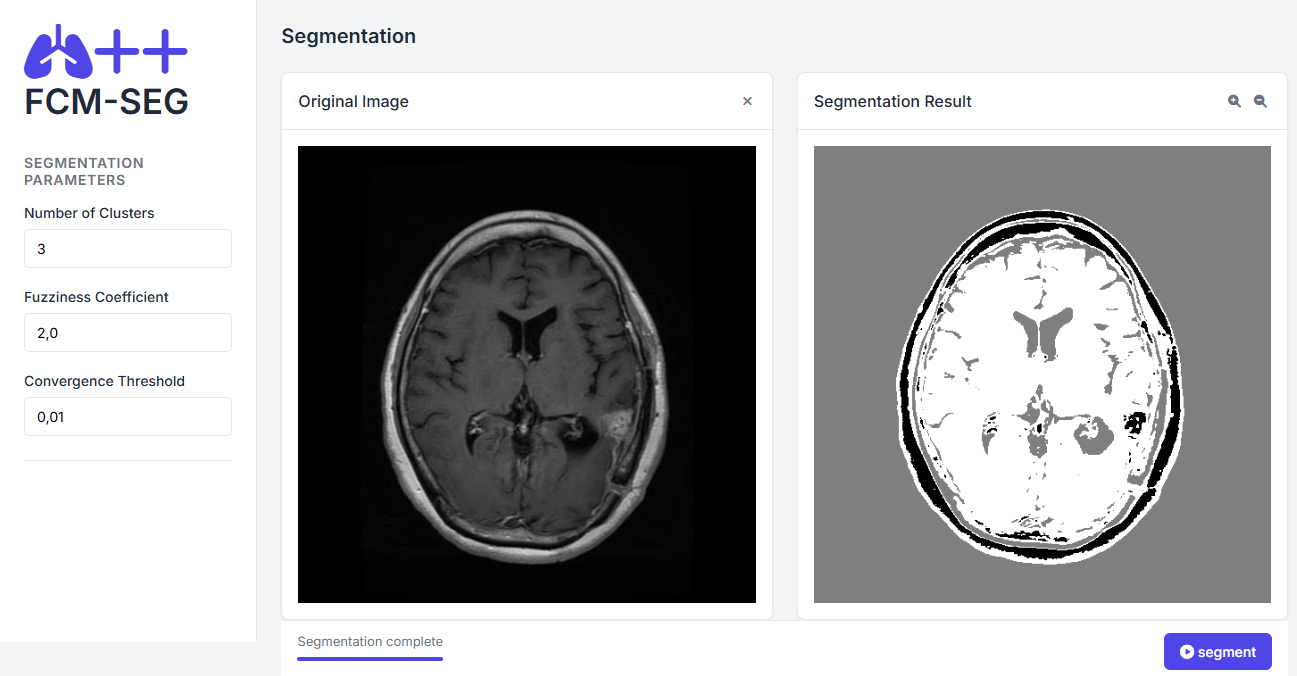 FCM-SEG
SEGMENTATION
PARAMETERS
Number of Clusters
3
Fuzziness Coefficient
2,0
Convergence Threshold
0,01
Segmentation
Original Image
Segmentation Result
Segmentation complete
segment